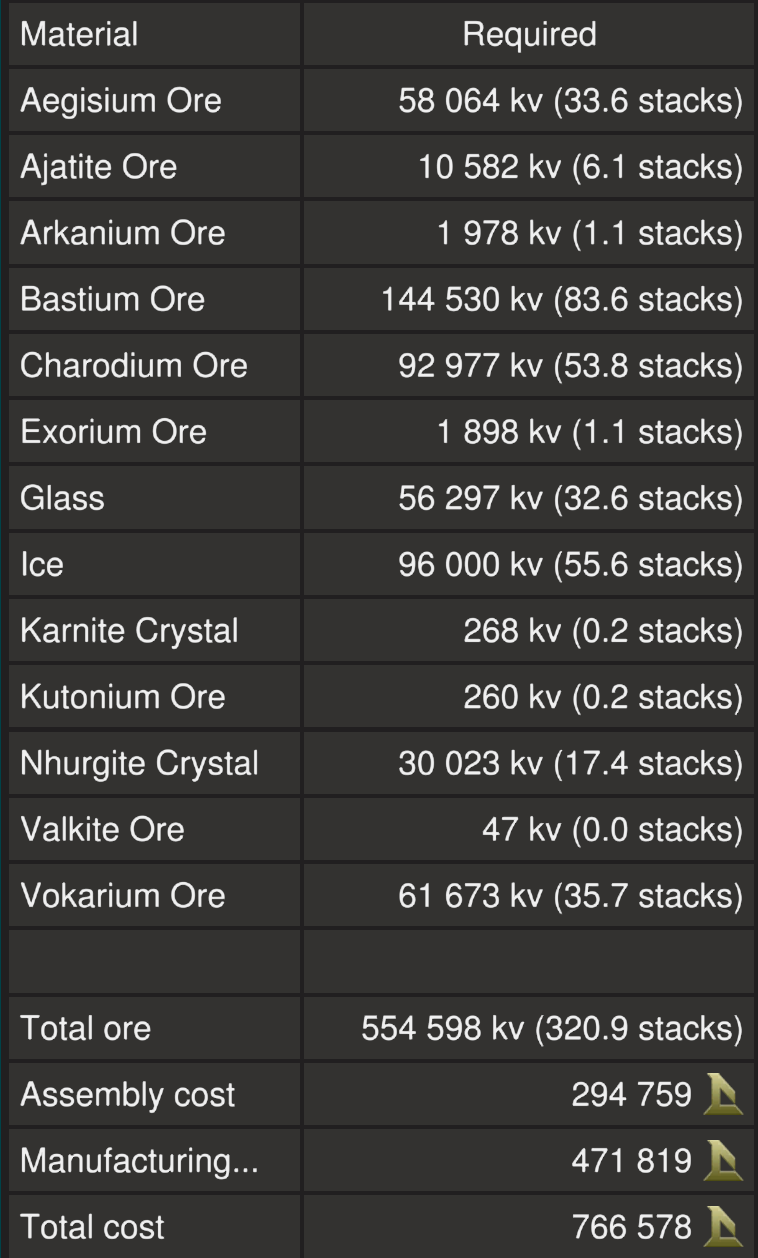 Material Required
Aegisium Ore 58 064 kv (33.6 stacks)
Ajatite Ore 10 582 kv (6.1 stacks)
Arkanium Ore 1 978 kv (1.1 stacks)
Bastium Ore 144 530 kv (83.6 stacks)
Charodium Ore 92 977 kv (53.8 stacks)
Exorium Ore 1 898 kv (1.1 stacks)
Glass 56 297 kv (32.6 stacks)
Ice 96 000 kv (55.6 stacks)
Karnite Crystal 268 kv (0.2 stacks)
Kutonium Ore 260 kv (0.2 stacks)
Nhurgite Crystal 30 023 kv (17.4 stacks)
Valkite Ore 47 kv (0.0 stacks)
Vokarium Ore 61 673 kv (35.7 stacks)
Total ore 554 598 kv (320.9 stacks)
Assembly cost 294 759
Manufacturing... 471 819
Total cost 766 578